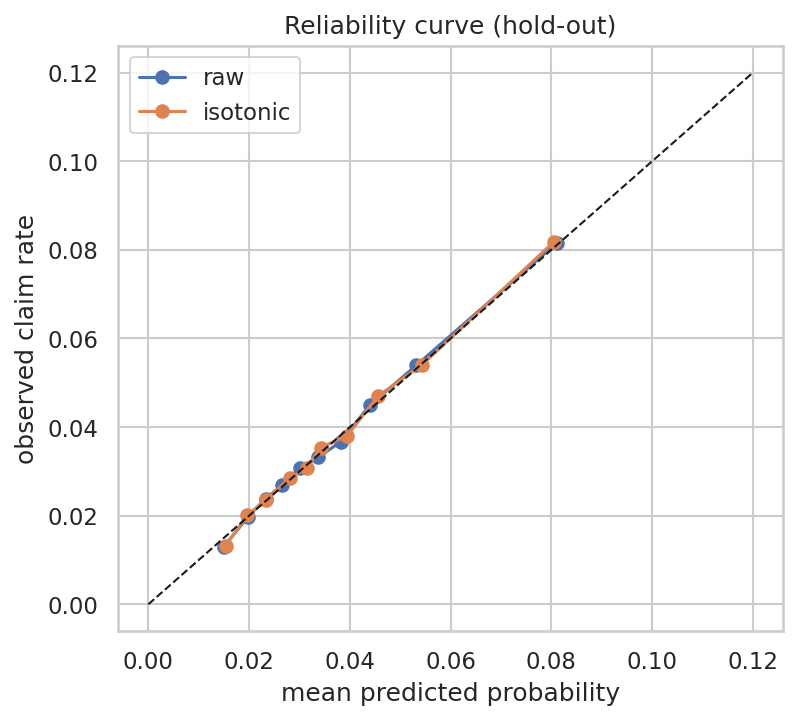 Reliability curve (hold-out)
raw
isotonic
0.12
0.10
0.08
0.06
0.04
0.02
0.00
observed claim rate
0.00 0.02 0.04 0.06 0.08 0.10 0.12
mean predicted probability